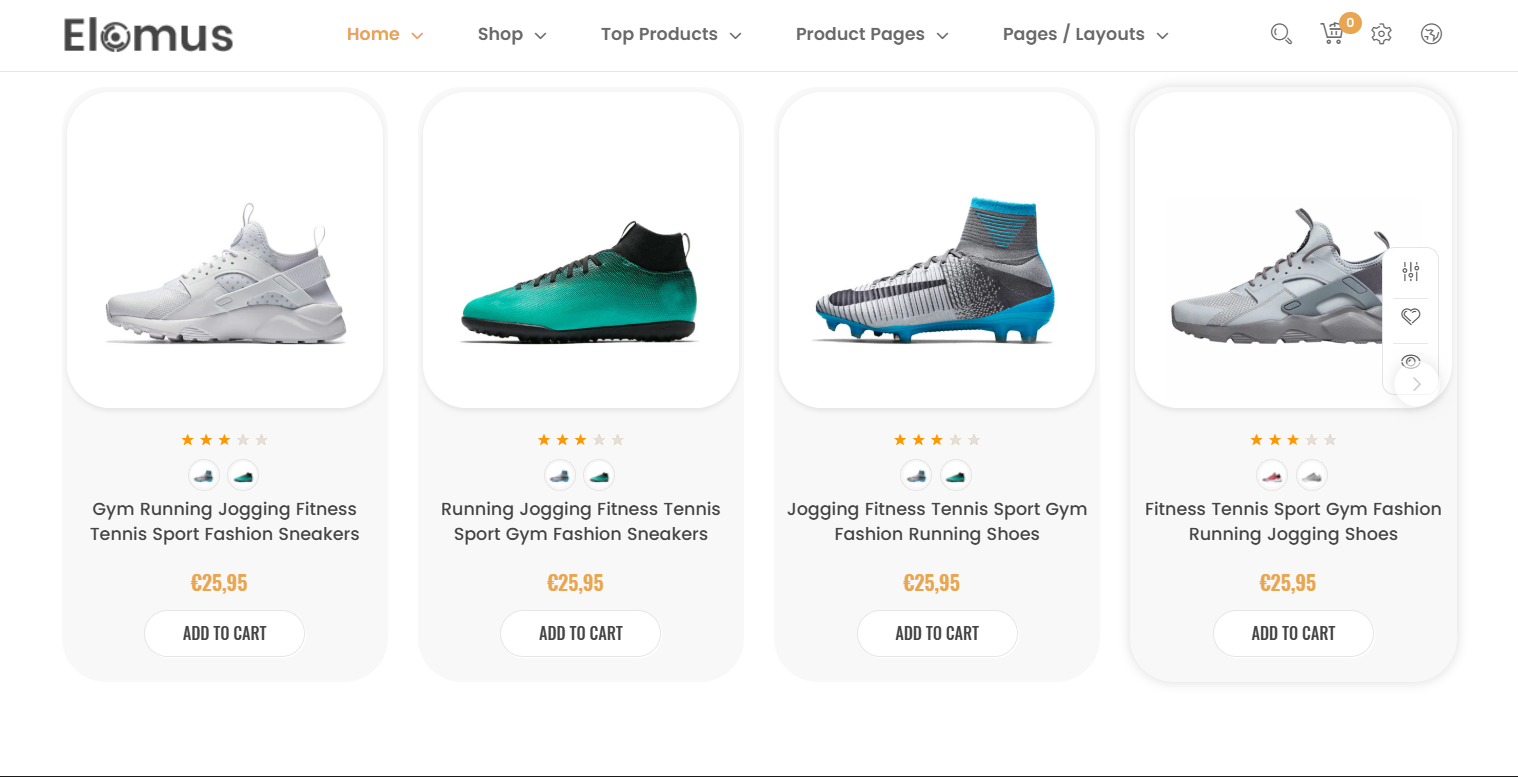 Elomus
Home
Shop
Top Products
Product Pages
Pages / Layouts
0
Gym Running Jogging Fitness
Tennis Sport Fashion Sneakers
€25,95
ADD TO CART
Running Jogging Fitness Tennis
Sport Gym Fashion Sneakers
€25,95
ADD TO CART
Jogging Fitness Tennis Sport Gym
Fashion Running Shoes
€25,95
ADD TO CART
Fitness Tennis Sport Gym Fashion
Running Jogging Shoes
€25,95
ADD TO CART